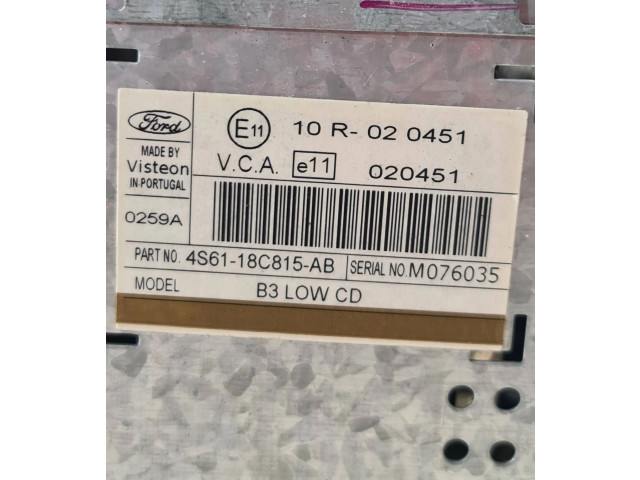 Ford
MADE BY
Visteon
IN PORTUGAL
0259A
E11 10 R- 02 0451
V.C.A. e11 020451
PART NO. 4S61-18C815-AB SERIAL NO. M076035
MODEL B3 LOW CD